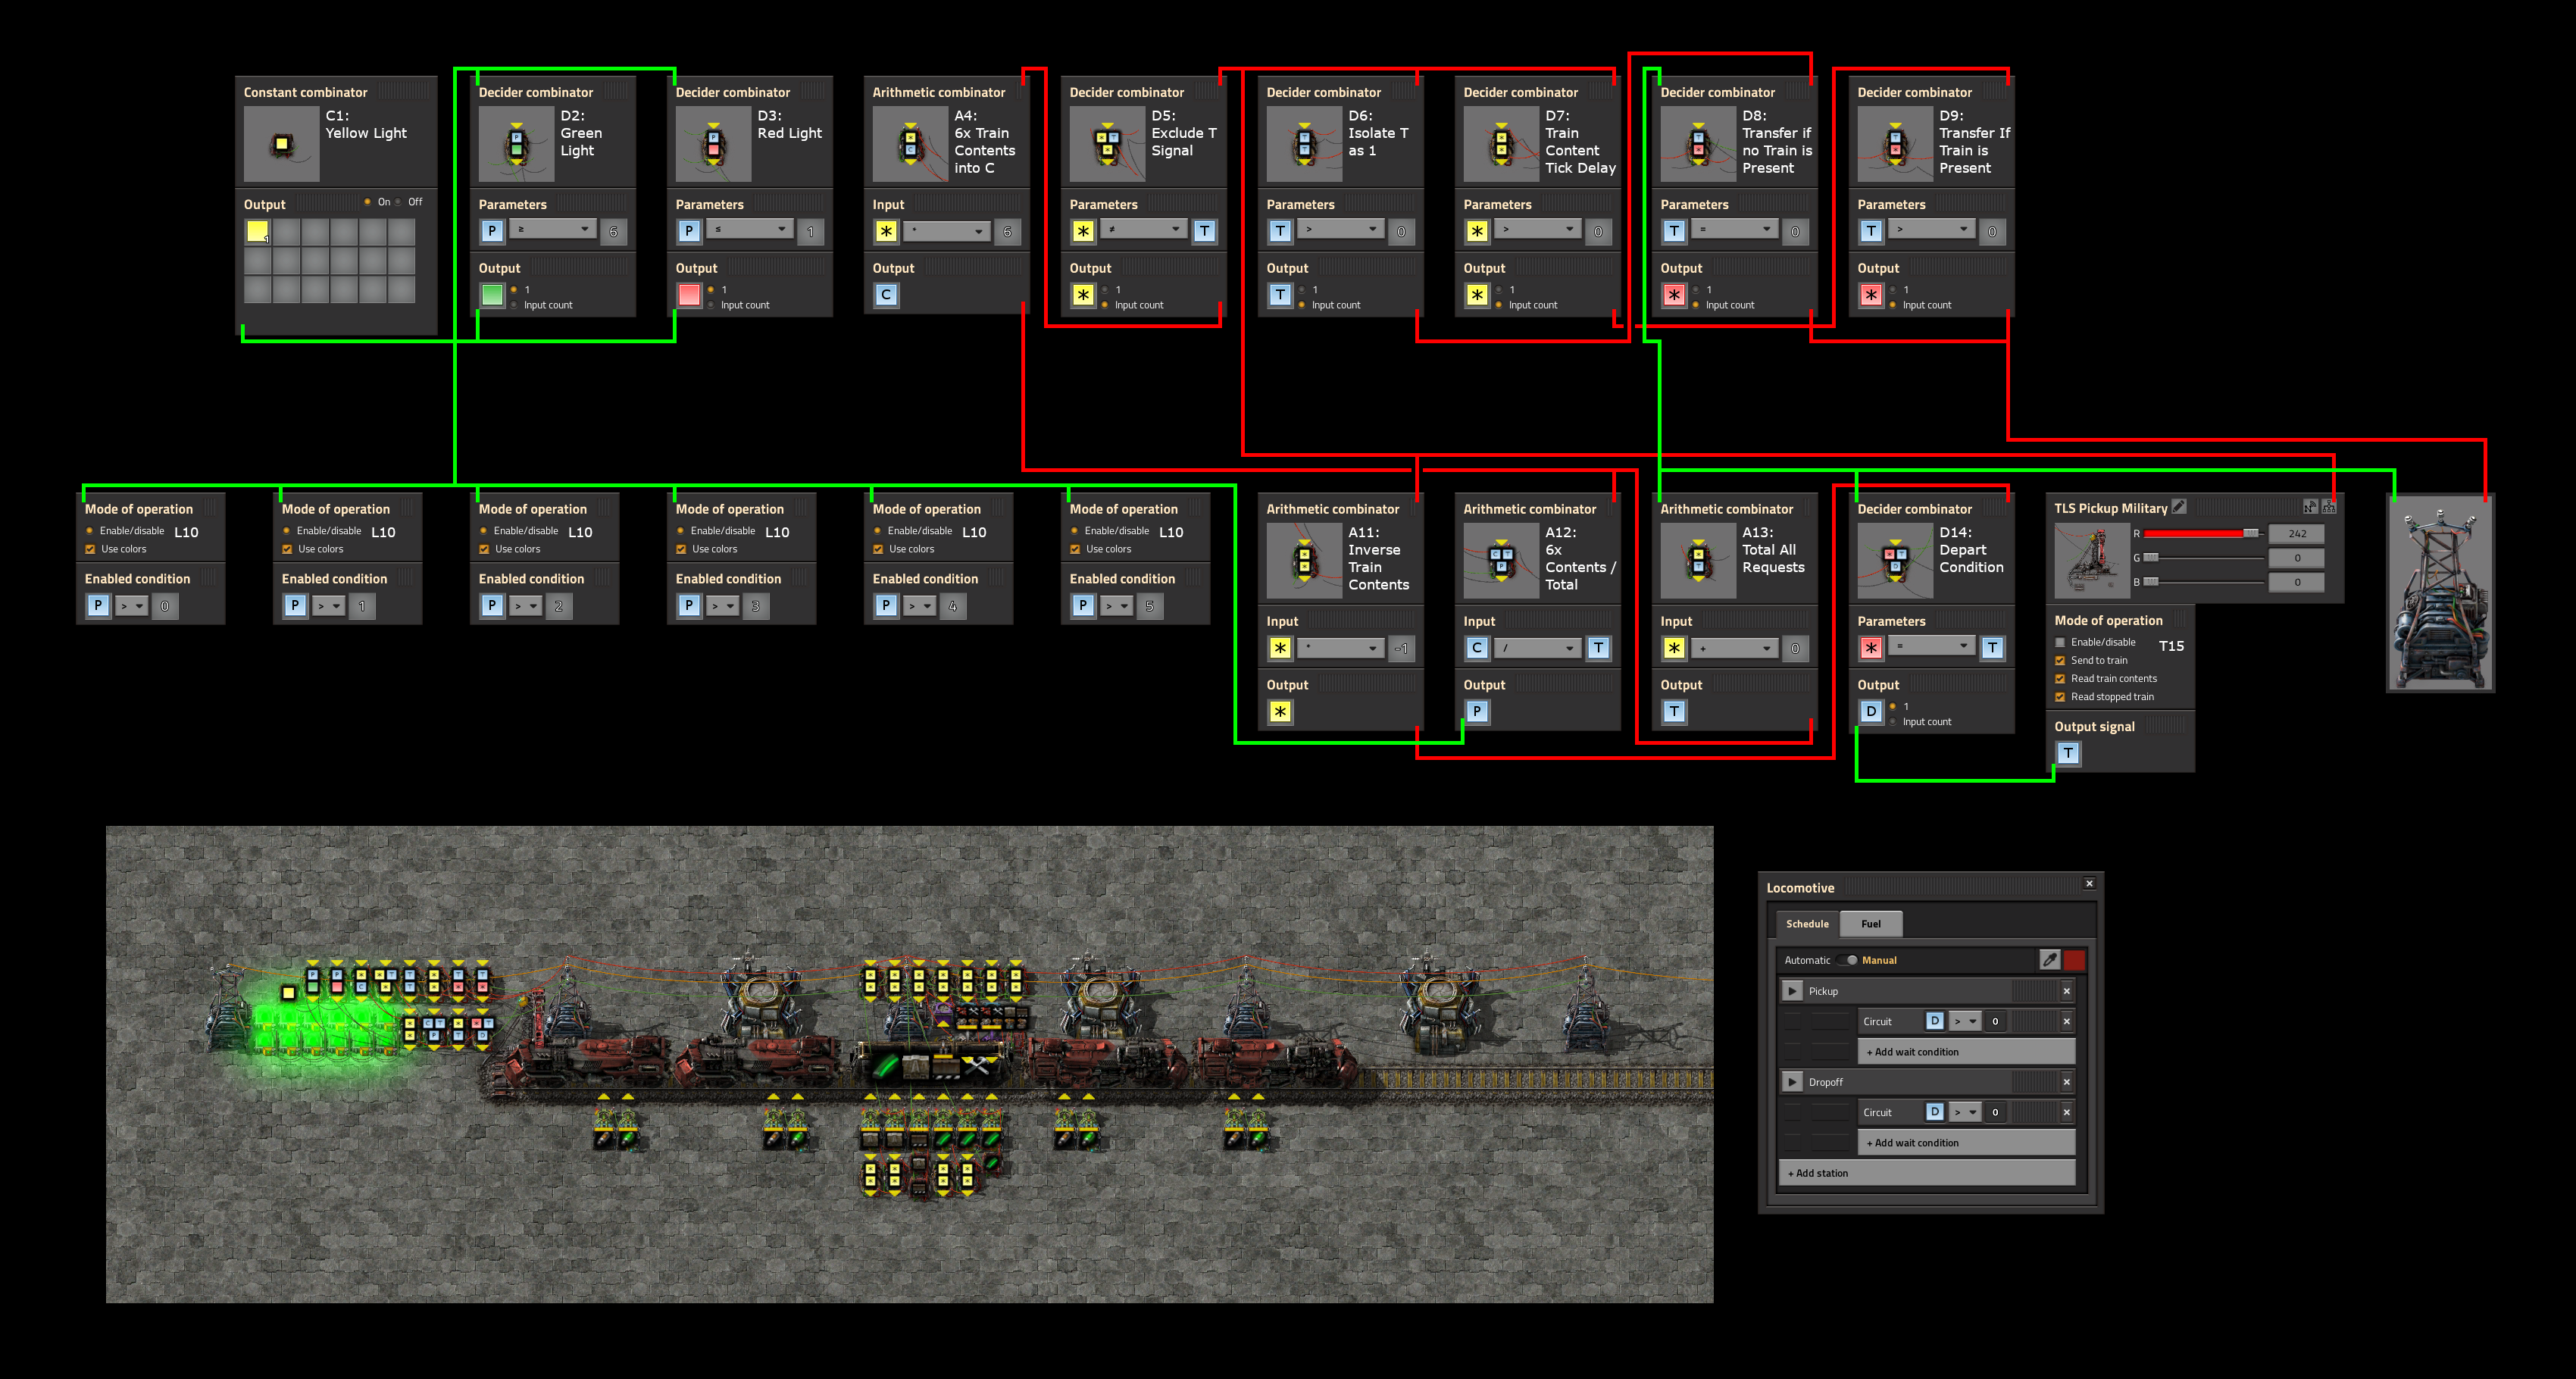 Constant combinator
C1:
Yellow Light
Output
On Off
1
Decider combinator
D2:
Green
Light
Parameters
P ≥ 6
Output
1
Input count
Decider combinator
D3:
Red Light
Parameters
P ≤ 1
Output
1
Input count
Arithmetic combinator
A4:
6x Train
Contents
into C
Input
* * 6
Output
C
Decider combinator
D5:
Exclude T
Signal
Parameters
* ≠ T
Output
* 1
Input count
Decider combinator
D6:
Isolate T
as 1
Parameters
T > 0
Output
T 1
Input count
Decider combinator
D7:
Train
Content
Tick Delay
Parameters
* > 0
Output
* 1
Input count
Decider combinator
D8:
Transfer if
no Train is
Present
Parameters
T = 0
Output
* 1
Input count
Decider combinator
D9:
Transfer If
Train is
Present
Parameters
T > 0
Output
* 1
Input count
Mode of operation
Enable/disable L10
Use colors
Enabled condition
P > 0
Mode of operation
Enable/disable L10
Use colors
Enabled condition
P > 1
Mode of operation
Enable/disable L10
Use colors
Enabled condition
P > 2
Mode of operation
Enable/disable L10
Use colors
Enabled condition
P > 3
Mode of operation
Enable/disable L10
Use colors
Enabled condition
P > 4
Mode of operation
Enable/disable L10
Use colors
Enabled condition
P > 5
Arithmetic combinator
A11:
Inverse
Train
Contents
Input
* * -1
Output
*
Arithmetic combinator
A12:
6x
Contents /
Total
Input
C / T
Output
P
Arithmetic combinator
A13:
Total All
Requests
Input
* + 0
Output
T
Decider combinator
D14:
Depart
Condition
Parameters
* = T
Output
D 1
Input count
TLS Pickup Military
R 242
G 0
B 0
Mode of operation
Enable/disable T15
Send to train
Read train contents
Read stopped train
Output signal
T
Locomotive
Schedule Fuel
Automatic Manual
Pickup
Circuit D > 0
+ Add wait condition
Dropoff
Circuit D > 0
+ Add wait condition
+ Add station